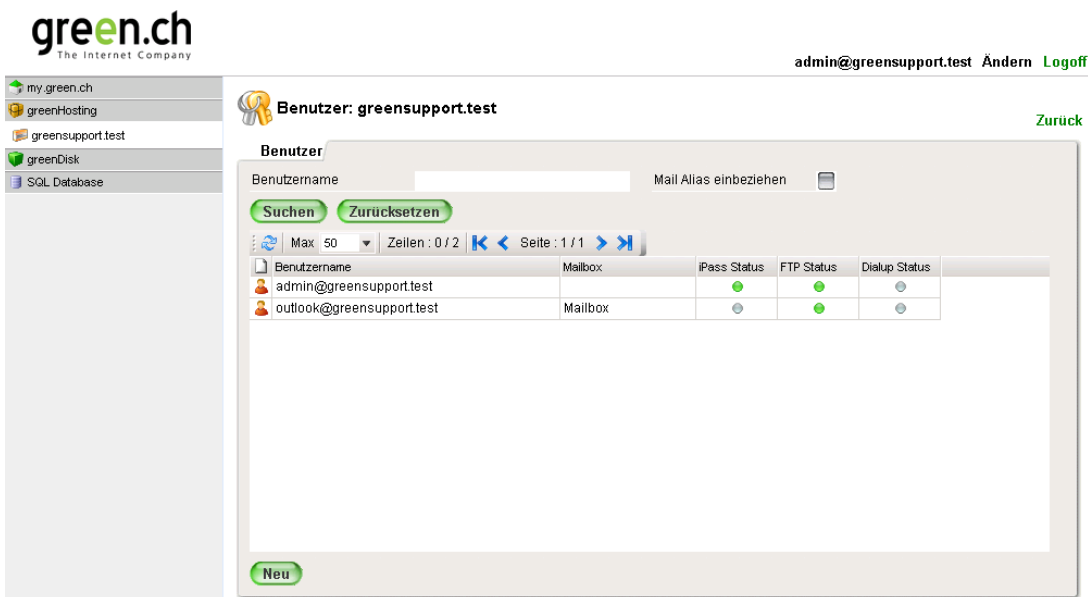 green.ch
The Internet Company
admin@greensupport.test Ändern Logoff
my.green.ch
greenHosting
greensupport.test
greenDisk
SQL Database
Benutzer: greensupport.test
Zurück
Benutzer
Benutzername Mail Alias einbeziehen
Suchen Zurücksetzen
Max 50 Zeilen : 0 / 2 Seite : 1 / 1
Benutzername Mailbox iPass Status FTP Status Dialup Status
admin@greensupport.test
outlook@greensupport.test Mailbox
Neu